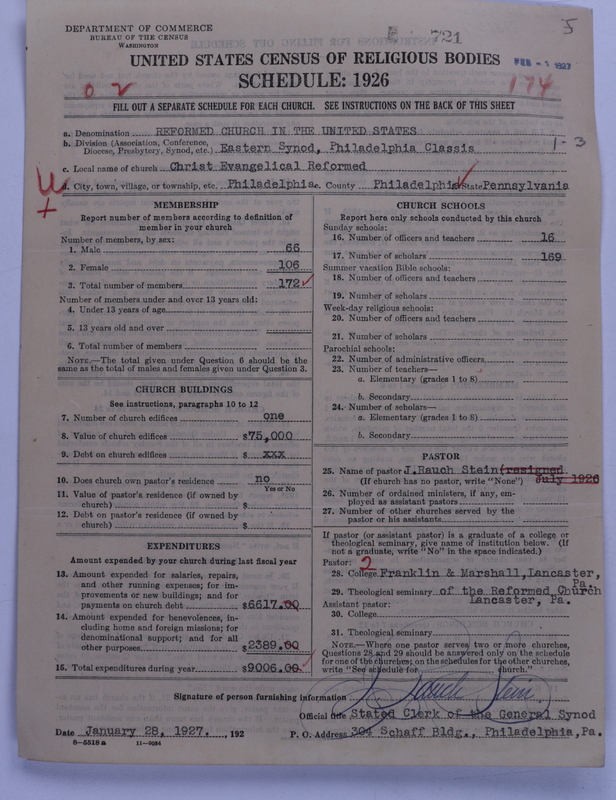 DEPARTMENT OF COMMERCE
BUREAU OF THE CENSUS
WASHINGTON
721
5
UNITED STATES CENSUS OF RELIGIOUS BODIES
FEB -1 1927
SCHEDULE: 1926
174
FILL OUT A SEPARATE SCHEDULE FOR EACH CHURCH. SEE INSTRUCTIONS ON THE BACK OF THIS SHEET
a. Denomination REFORMED CHURCH IN THE UNITED STATES
b. Division (Association, Conference, Diocese, Presbytery, Synod, etc.) Eastern Synod, Philadelphia Classis
1-3
c. Local name of church Christ Evangelical Reformed
d. City, town, village, or township, etc. Philadelphia e. County Philadelphia State Pennsylvania
MEMBERSHIP
Report number of members according to definition of
member in your church
Number of members, by sex:
1. Male 66
2. Female 106
3. Total number of members 172
Number of members under and over 13 years old:
4. Under 13 years of age
5. 13 years old and over
6. Total number of members
NOTE.—The total given under Question 6 should be the
same as the total of males and females given under Question 3.
CHURCH BUILDINGS
See instructions, paragraphs 10 to 12
7. Number of church edifices one
8. Value of church edifices $75,000
9. Debt on church edifices $ xxx
10. Does church own pastor's residence no
Yes or No
11. Value of pastor's residence (if owned by
church) $
12. Debt on pastor's residence (if owned by
church) $
EXPENDITURES
Amount expended by church during last fiscal year
13. Amount expended for salaries, repairs,
and other running expenses; for im-
provements or new buildings; and for
payments on church debt $6617.00
14. Amount expended for benevolences, in-
cluding home and foreign missions; for
denominational support; and for all
other purposes $2389.00
15. Total expenditures during year $9006.00
CHURCH SCHOOLS
Report here only schools conducted by this church
Sunday schools:
16. Number of officers and teachers 16
17. Number of scholars 169
Summer vacation Bible schools:
18. Number of officers and teachers
19. Number of scholars
Week-day religious schools:
20. Number of officers and teachers
21. Number of scholars
Parochial schools:
22. Number of administrative officers
23. Number of teachers—
a. Elementary (grades 1 to 8)
b. Secondary
24. Number of scholars—
a. Elementary (grades 1 to 8)
b. Secondary
PASTOR
25. Name of pastor J. Rauch Stein (resigned
(If church has no pastor, write "None") July 1926
26. Number of ordained ministers, if any, em-
ployed as assistant pastors
27. Number of other churches served by the
pastor or his assistants
If pastor (or assistant pastor) is a graduate of a college or
theological seminary, give name of institution below. (If
not a graduate, write "No" in the space indicated.)
Pastor: 2
28. College Franklin & Marshall, Lancaster,
Pa.
29. Theological seminary of the Reformed Church
Assistant pastor: Lancaster, Pa.
30. College
31. Theological seminary
NOTE.—Where one pastor serves two or more churches,
Questions 28 and 29 should be answered only on the schedule
for one of the churches; on the schedules for the other churches,
write "See schedule for church."
Signature of person furnishing information J. Rauch Stein
Official title Stated Clerk of the General Synod
Date January 28, 1927. , 192 P. O. Address 304 Schaff Bldg., Philadelphia, Pa.
8-5518 a 11-0034